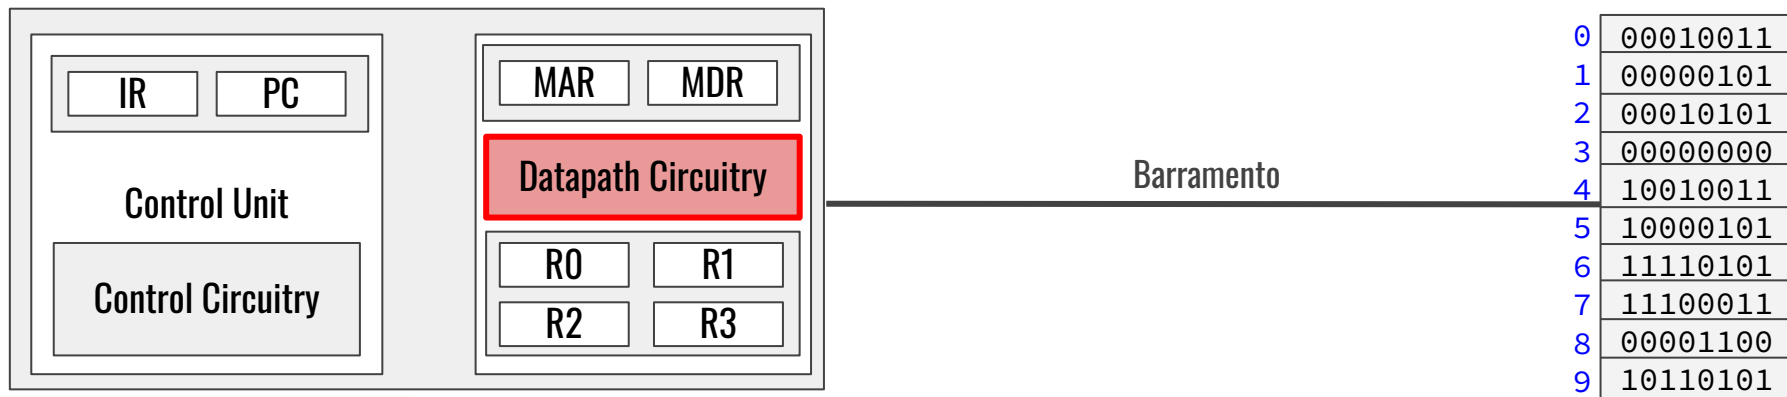 IR PC
Control Unit
Control Circuitry
MAR MDR
Datapath Circuitry
R0 R1
R2 R3
Barramento
0 00010011
1 00000101
2 00010101
3 00000000
4 10010011
5 10000101
6 11110101
7 11100011
8 00001100
9 10110101